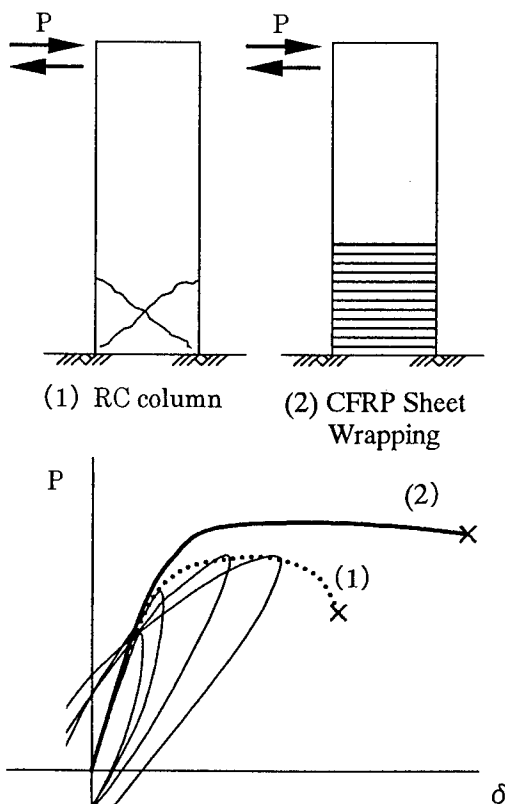 P
P
(1) RC column
(2) CFRP Sheet
Wrapping
P
(2)
(1)
δ